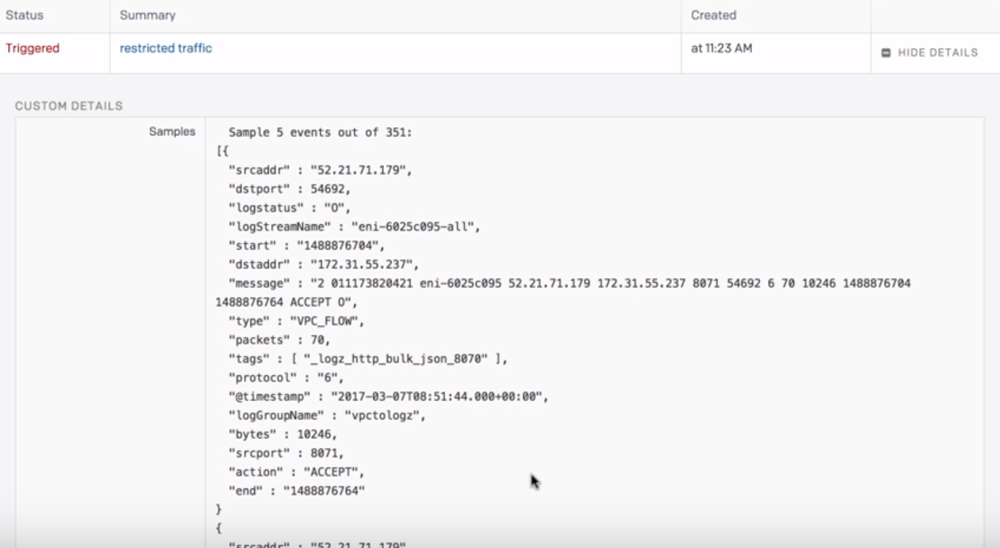 Status Summary Created
Triggered restricted traffic at 11:23 AM HIDE DETAILS
CUSTOM DETAILS
Samples Sample 5 events out of 351:
[{
"srcaddr" : "52.21.71.179",
"dstport" : 54692,
"logstatus" : "O",
"logStreamName" : "eni-6025c095-all",
"start" : "1488876704",
"dstaddr" : "172.31.55.237",
"message" : "2 011173820421 eni-6025c095 52.21.71.179 172.31.55.237 8071 54692 6 70 10246 1488876704
1488876764 ACCEPT O",
"type" : "VPC_FLOW",
"packets" : 70,
"tags" : [ "_logz_http_bulk_json_8070" ],
"protocol" : "6",
"@timestamp" : "2017-03-07T08:51:44.000+00:00",
"logGroupName" : "vpctologz",
"bytes" : 10246,
"srcport" : 8071,
"action" : "ACCEPT",
"end" : "1488876764"
}
{
"srcaddr" : "52.21.71.179"